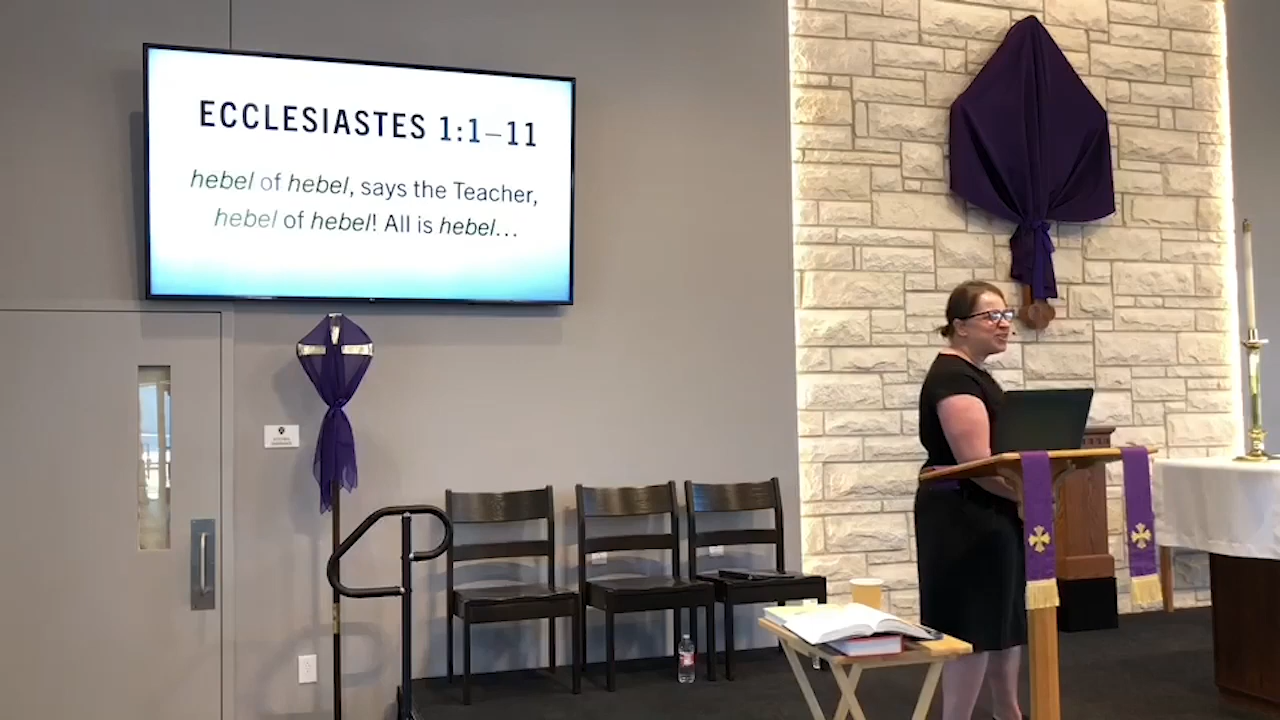 ECCLESIASTES 1:1–11
hebel of hebel, says the Teacher,
hebel of hebel! All is hebel...